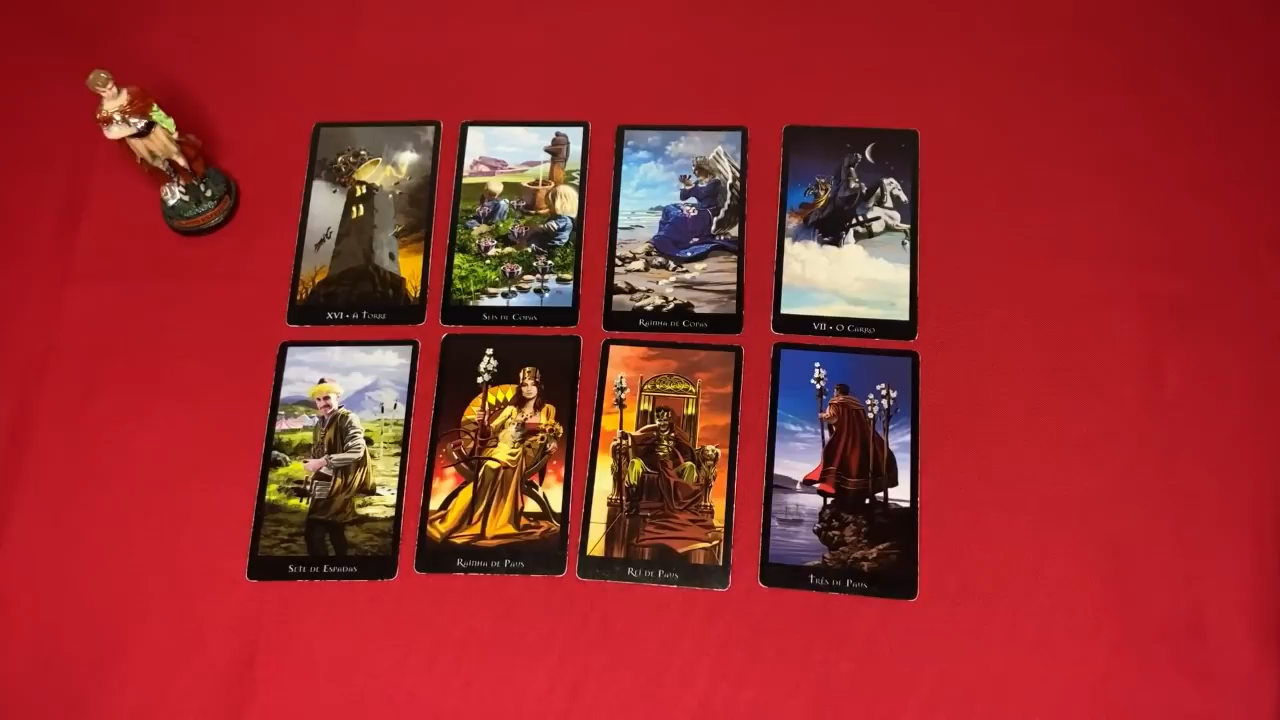 XVI • A Torre
Seis de Copas
Rainha de Copas
VII • O Carro
Sete de Espadas
Rainha de Paus
Rei de Paus
Três de Paus